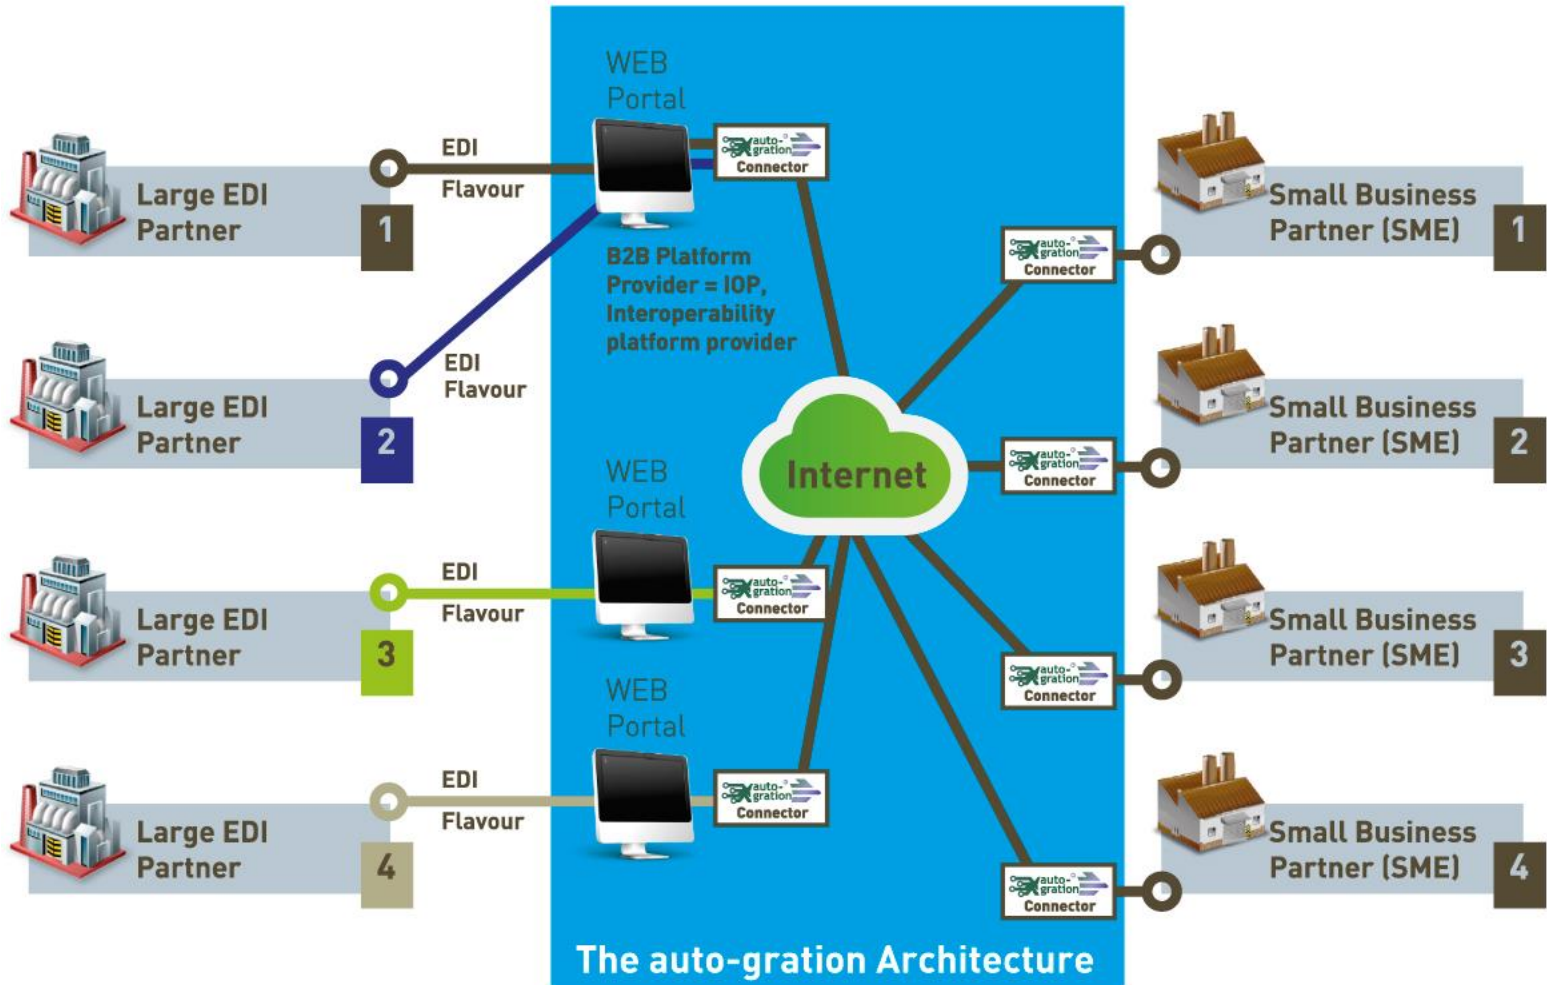 WEB
Portal
auto-
gration
Connector
EDI
Flavour
Large EDI
Partner
1
B2B Platform
Provider = IOP,
Interoperability
platform provider
auto-
gration
Connector
Small Business
Partner (SME)
1
EDI
Flavour
Large EDI
Partner
2
Internet
auto-
gration
Connector
Small Business
Partner (SME)
2
WEB
Portal
EDI
Flavour
Large EDI
Partner
3
auto-
gration
Connector
auto-
gration
Connector
Small Business
Partner (SME)
3
WEB
Portal
EDI
Flavour
Large EDI
Partner
4
auto-
gration
Connector
auto-
gration
Connector
Small Business
Partner (SME)
4
The auto-gration Architecture